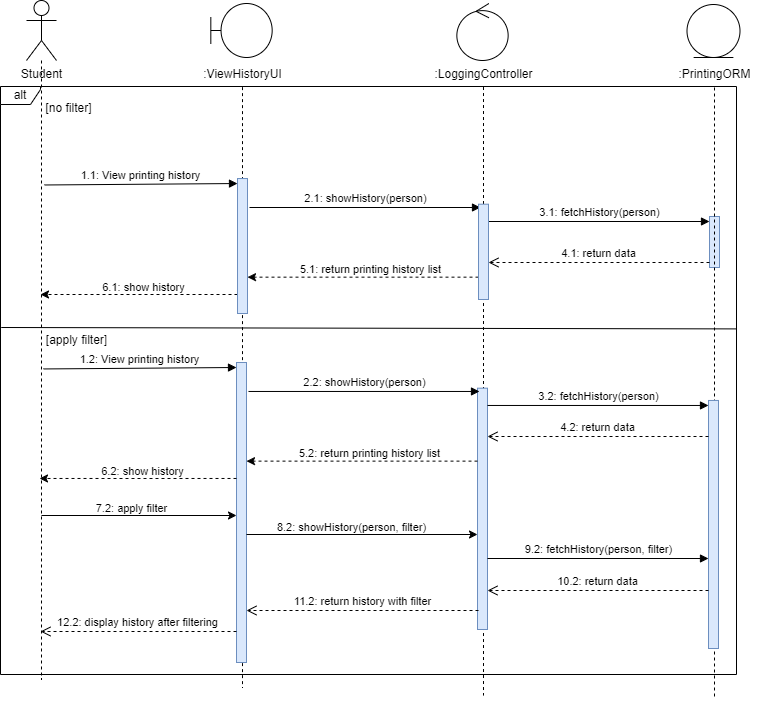 Student
:ViewHistoryUI
:LoggingController
:PrintingORM
alt
[no filter]
1.1: View printing history
2.1: showHistory(person)
3.1: fetchHistory(person)
4.1: return data
5.1: return printing history list
6.1: show history
[apply filter]
1.2: View printing history
2.2: showHistory(person)
3.2: fetchHistory(person)
4.2: return data
5.2: return printing history list
6.2: show history
7.2: apply filter
8.2: showHistory(person, filter)
9.2: fetchHistory(person, filter)
10.2: return data
11.2: return history with filter
12.2: display history after filtering